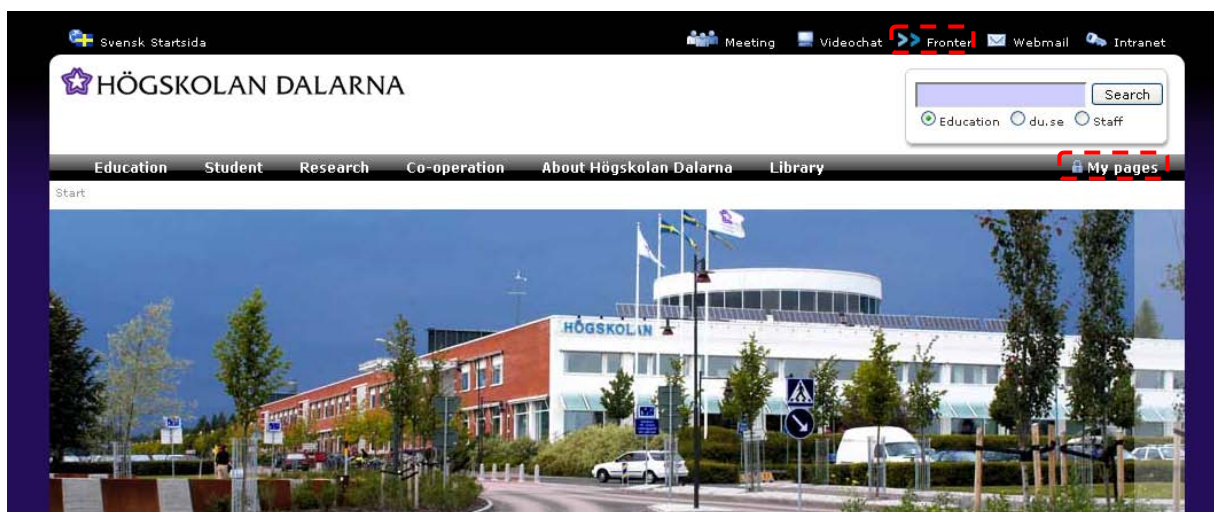 Svensk Startsida Meeting Videochat Fronter Webmail Intranet
HÖGSKOLAN DALARNA
Search
Education du.se Staff
Education Student Research Co-operation About Högskolan Dalarna Library My pages
Start
HÖGSKOLAN